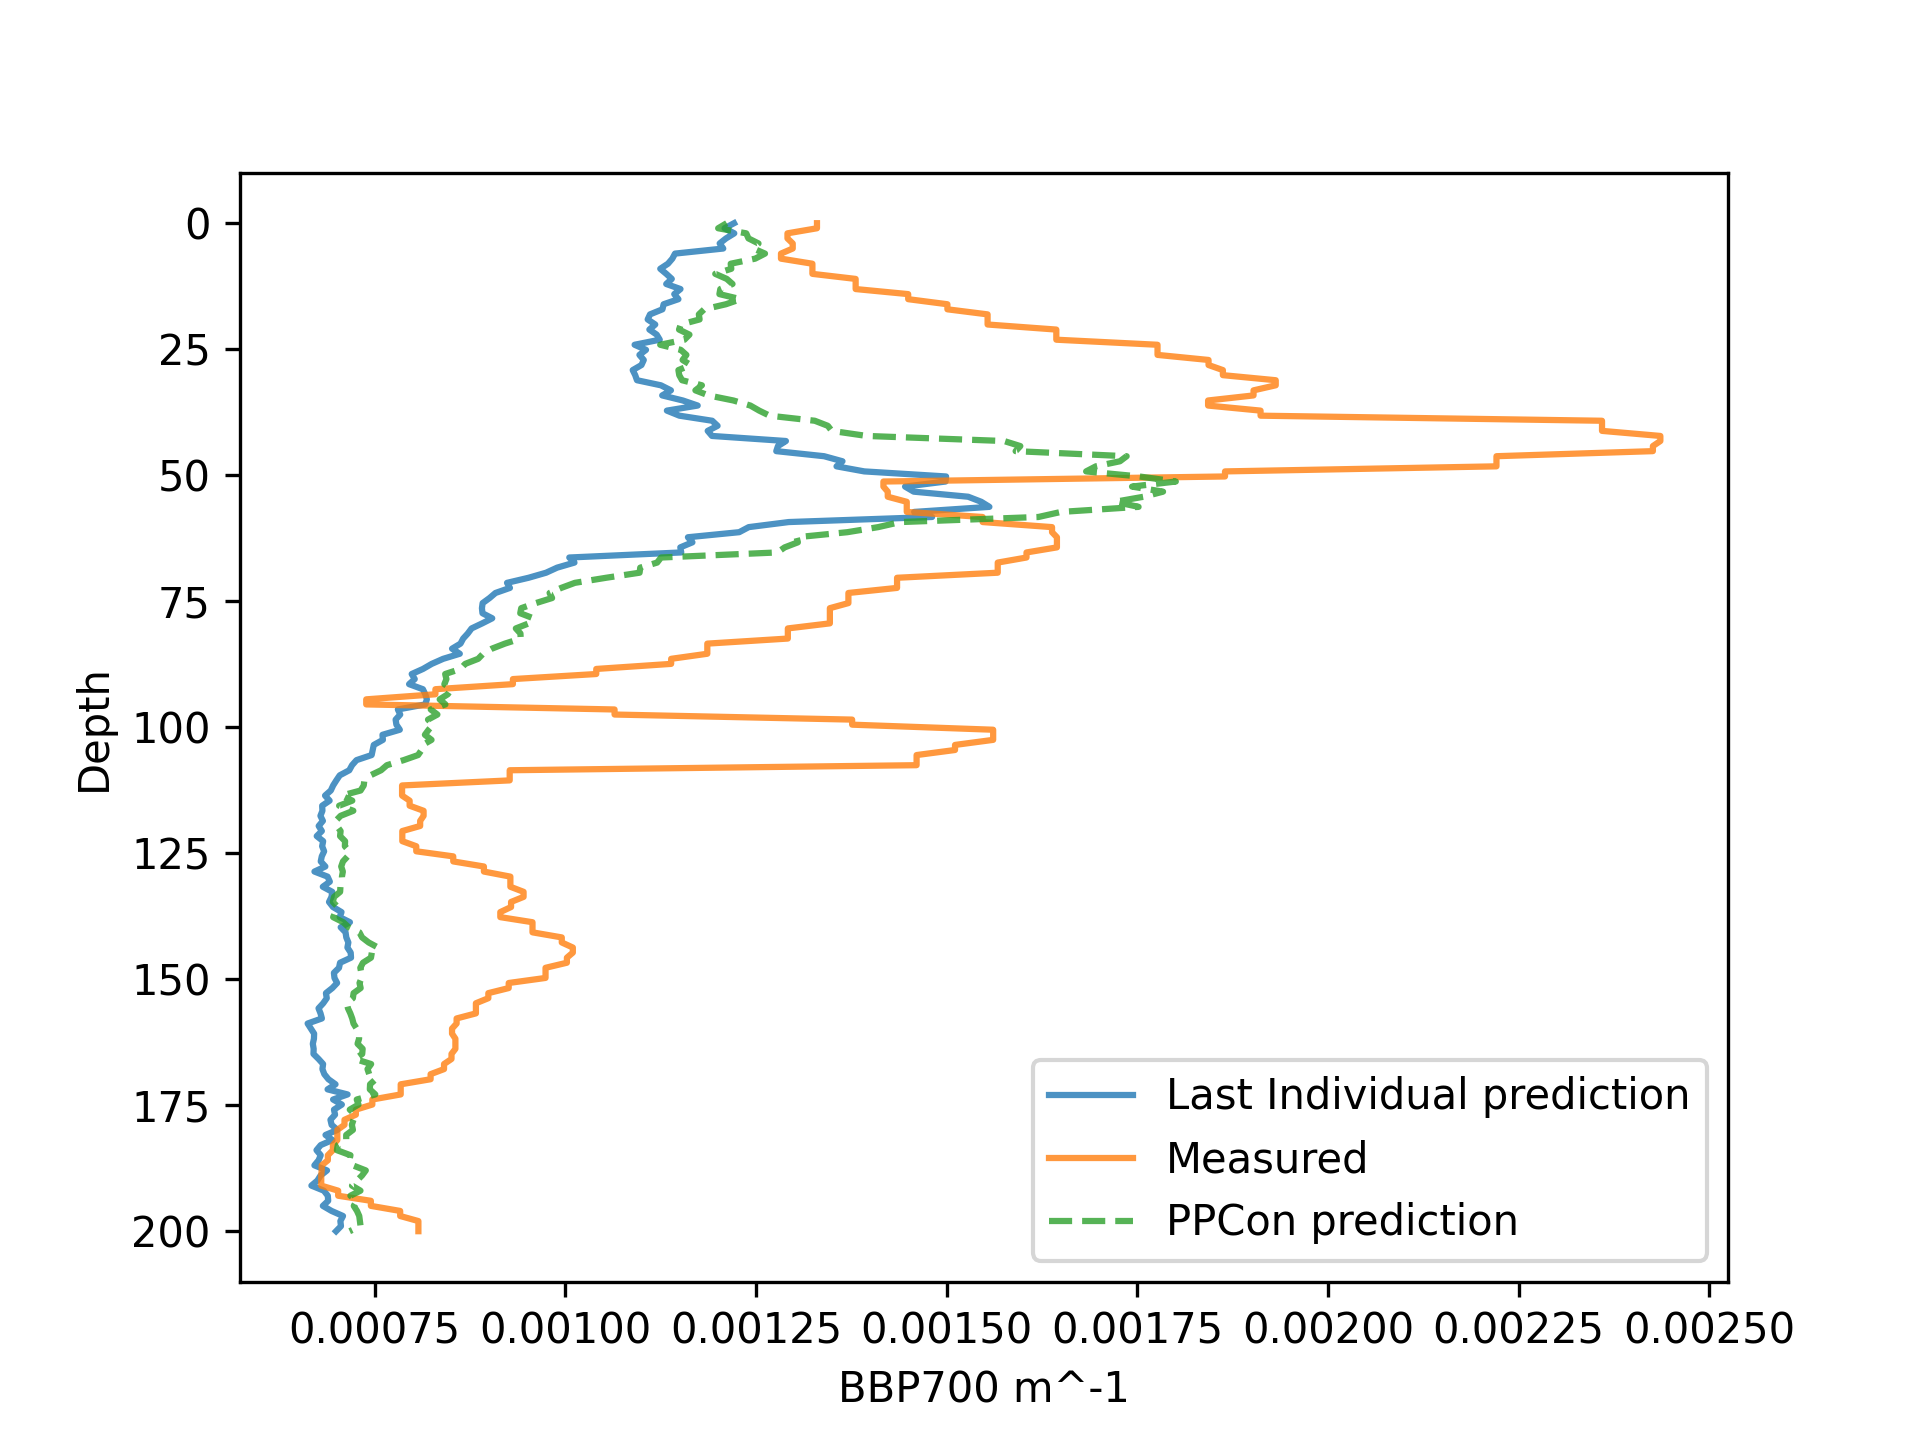 0
25
50
75
100
125
150
175
200
Depth
Last Individual prediction
Measured
PPCon prediction
0.00075 0.00100 0.00125 0.00150 0.00175 0.00200 0.00225 0.00250
BBP700 m^-1